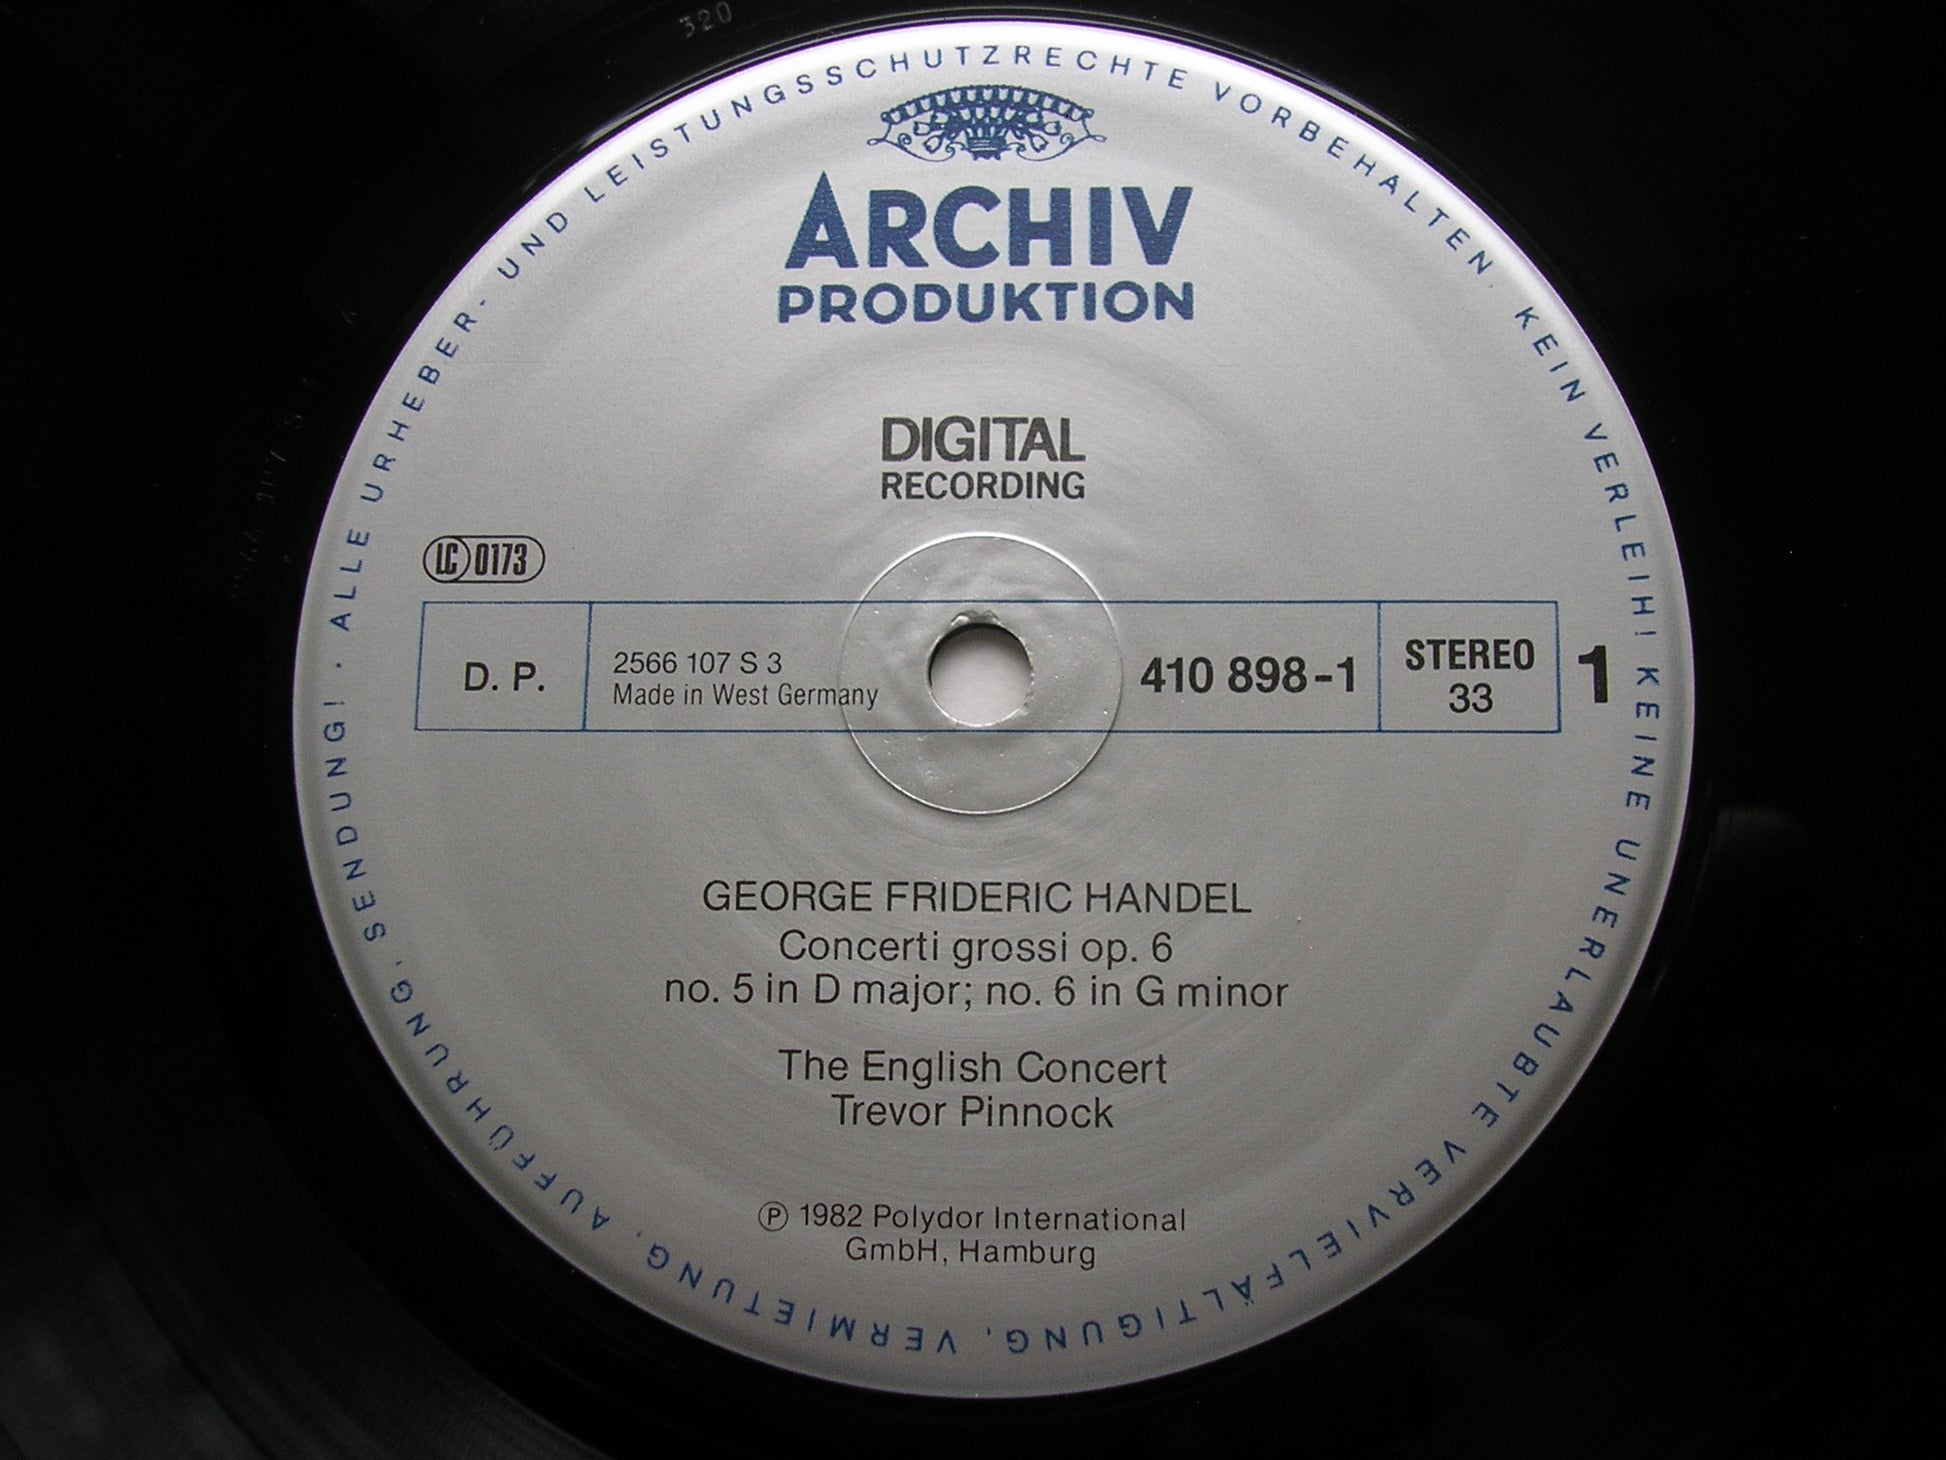 320
ALLE URHEBER- UND LEISTUNGSSCHUTZRECHTE VORBEHALTEN. KEIN VERLEIH! KEINE UNERLAUBTE VERVIELFÄLTIGUNG, VERMIETUNG, AUFFÜHRUNG, SENDUNG! ·
ARCHIV
PRODUKTION
DIGITAL
RECORDING
LC 0173
D. P.
2566 107 S 3
Made in West Germany
410 898-1
STEREO
33
1
GEORGE FRIDERIC HANDEL
Concerti grossi op. 6
no. 5 in D major; no. 6 in G minor
The English Concert
Trevor Pinnock
Ⓟ 1982 Polydor International
GmbH, Hamburg